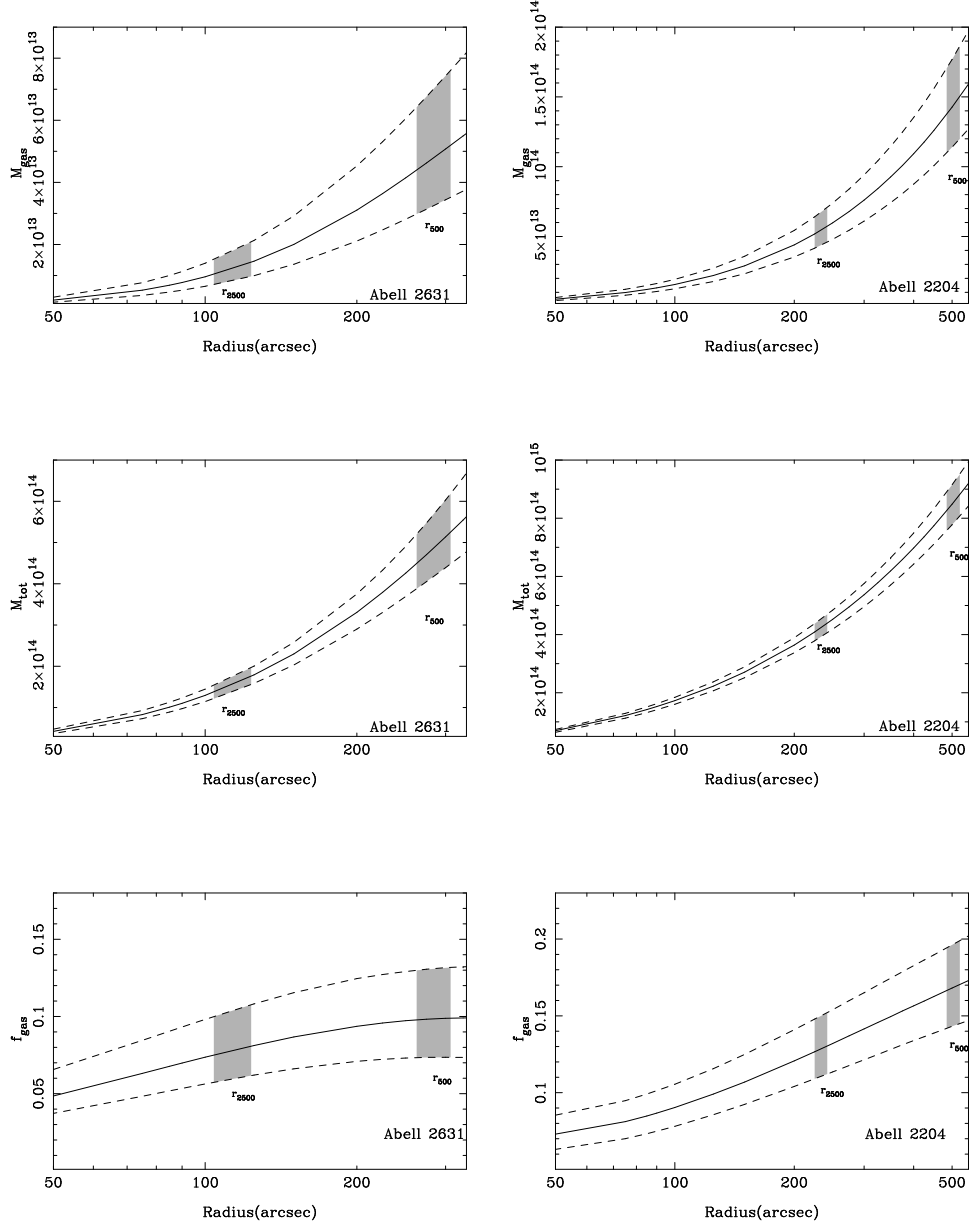 M_gas
8×10^13
6×10^13
4×10^13
2×10^13
r_2500
r_500
Abell 2631
50 100 200
Radius(arcsec)
M_gas
2×10^14
1.5×10^14
10^14
5×10^13
r_2500
r_500
Abell 2204
50 100 200 500
Radius(arcsec)
M_tot
6×10^14
4×10^14
2×10^14
r_2500
r_500
Abell 2631
50 100 200
Radius(arcsec)
M_tot
10^15
8×10^14
6×10^14
4×10^14
2×10^14
r_2500
r_500
Abell 2204
50 100 200 500
Radius(arcsec)
f_gas
0.15
0.1
0.05
r_2500
r_500
Abell 2631
50 100 200
Radius(arcsec)
f_gas
0.2
0.15
0.1
r_2500
r_500
Abell 2204
50 100 200 500
Radius(arcsec)